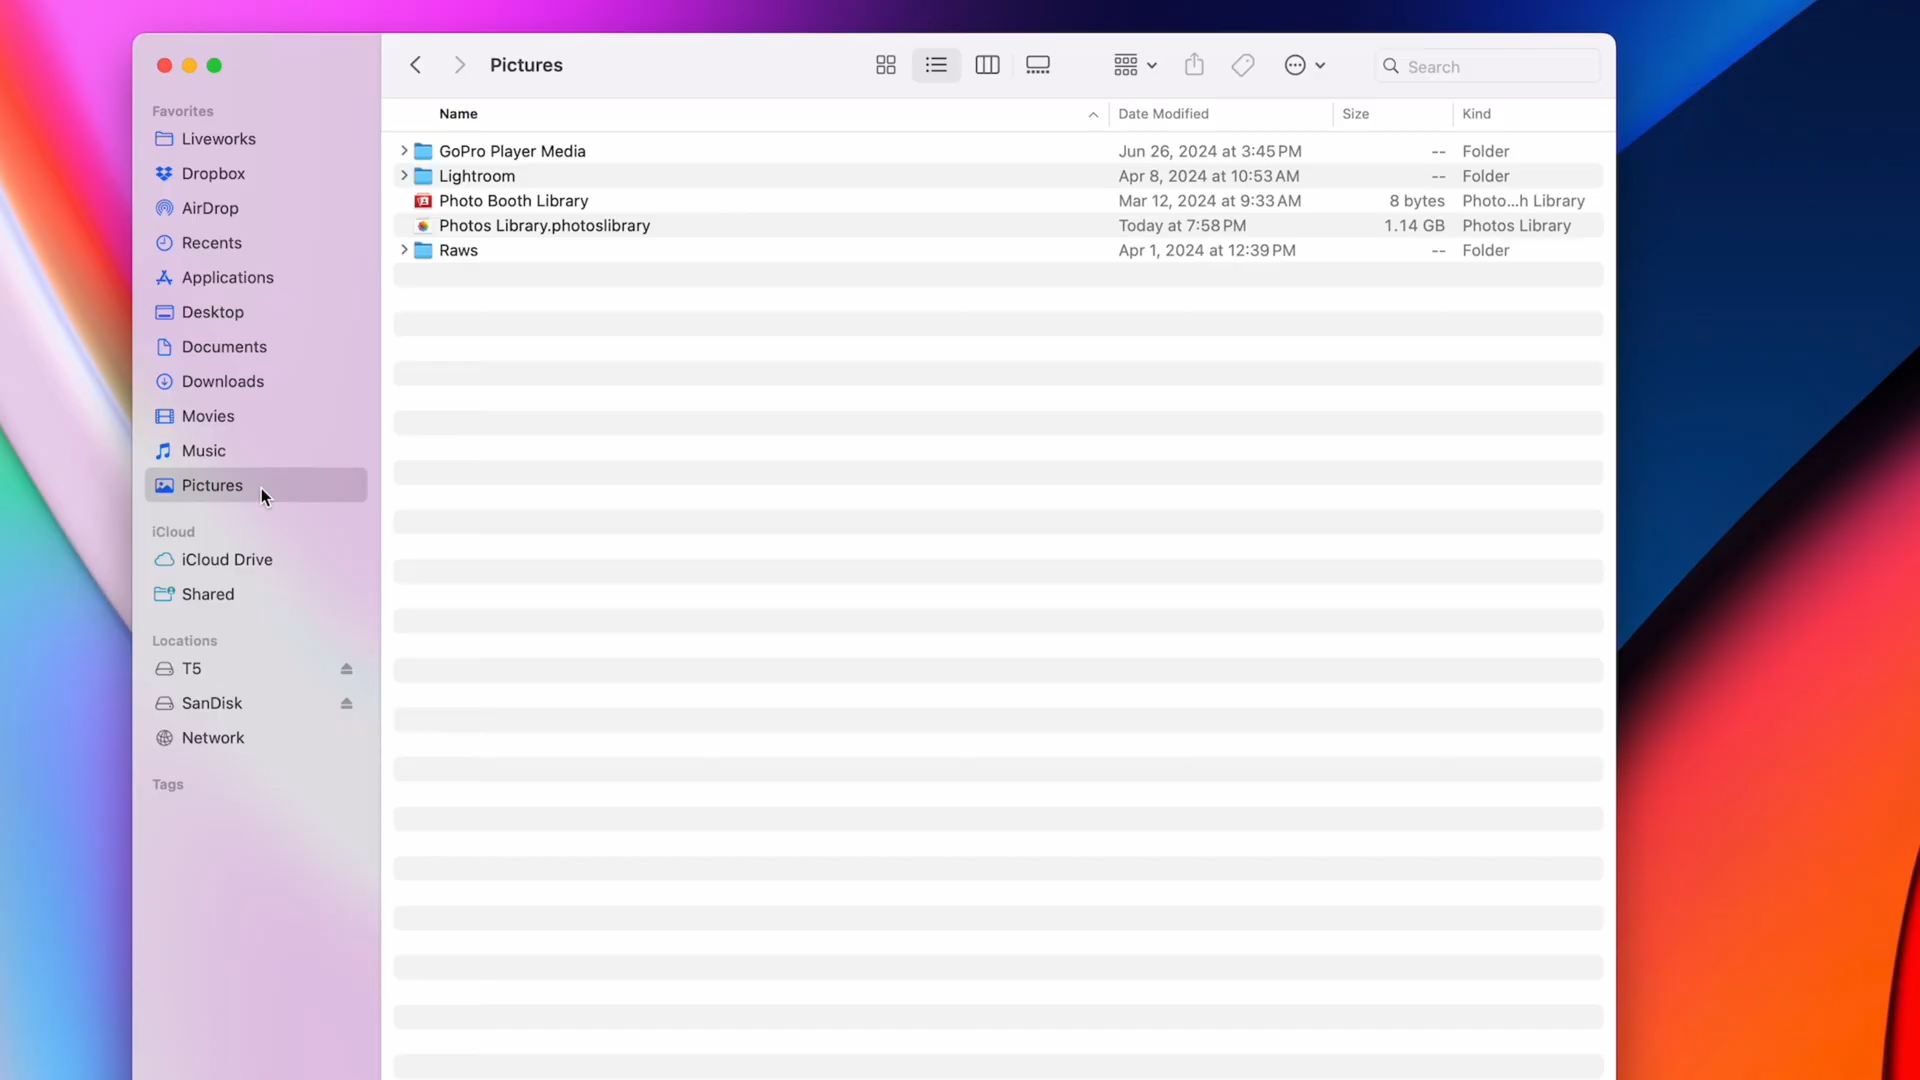 Pictures
Search
Favorites
Liveworks
Dropbox
AirDrop
Recents
Applications
Desktop
Documents
Downloads
Movies
Music
Pictures
iCloud
iCloud Drive
Shared
Locations
T5
SanDisk
Network
Tags
Name Date Modified Size Kind
GoPro Player Media Jun 26, 2024 at 3:45 PM -- Folder
Lightroom Apr 8, 2024 at 10:53 AM -- Folder
Photo Booth Library Mar 12, 2024 at 9:33 AM 8 bytes Photo...h Library
Photos Library.photoslibrary Today at 7:58 PM 1.14 GB Photos Library
Raws Apr 1, 2024 at 12:39 PM -- Folder